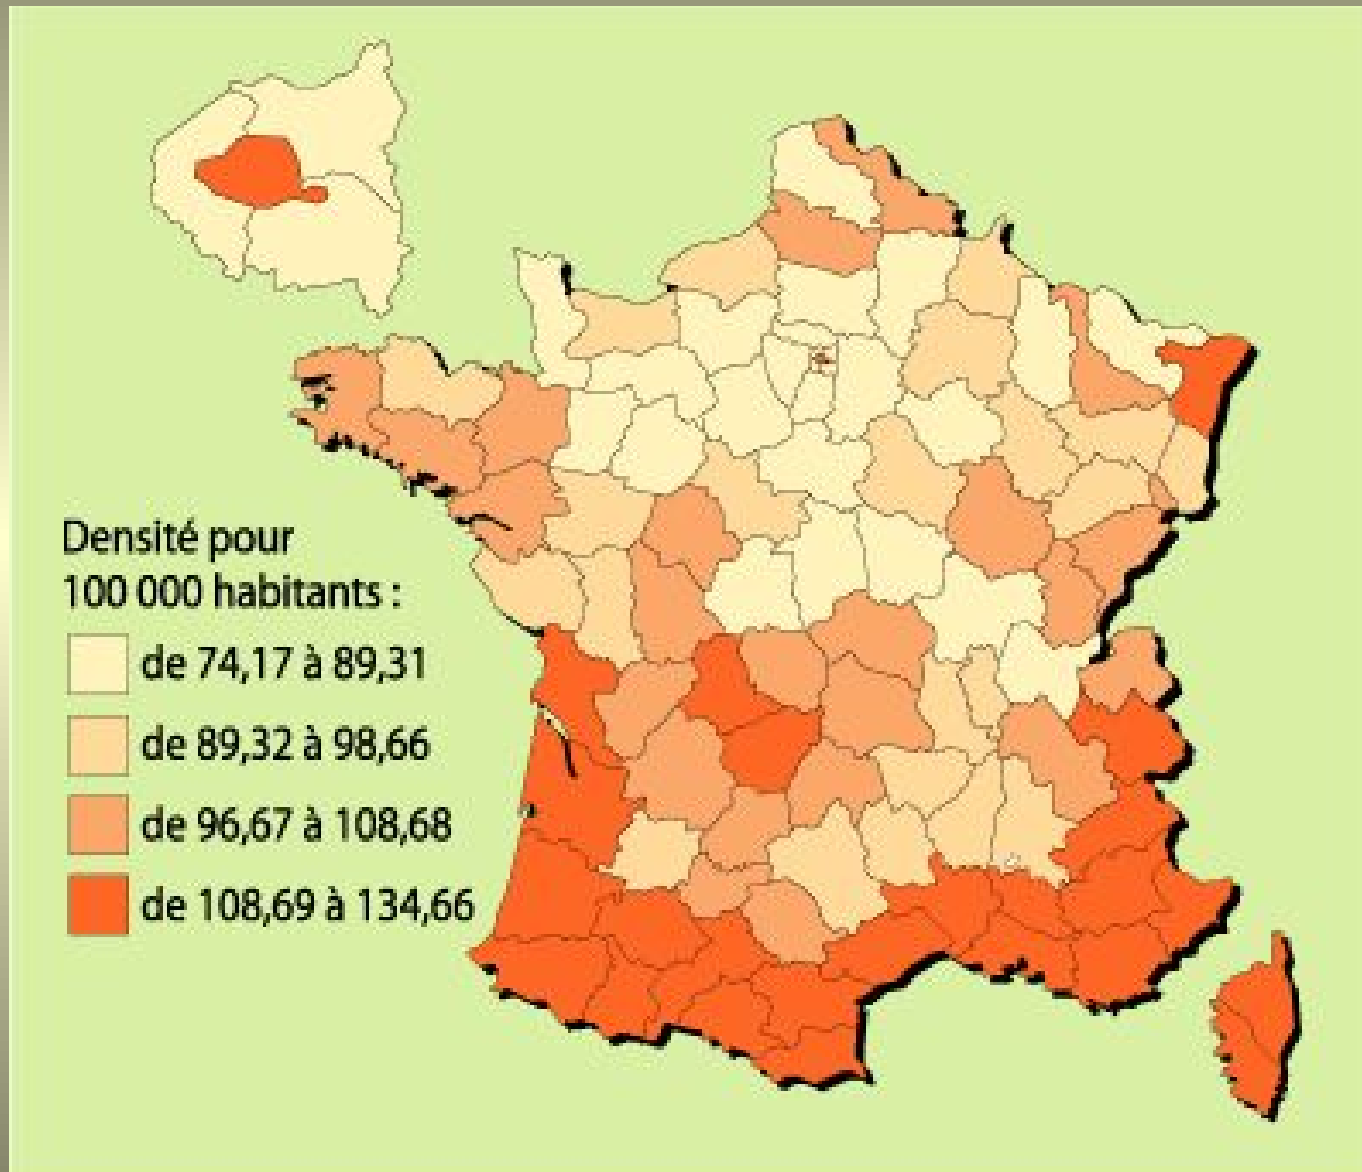 Densité pour
100 000 habitants :
de 74,17 à 89,31
de 89,32 à 98,66
de 96,67 à 108,68
de 108,69 à 134,66